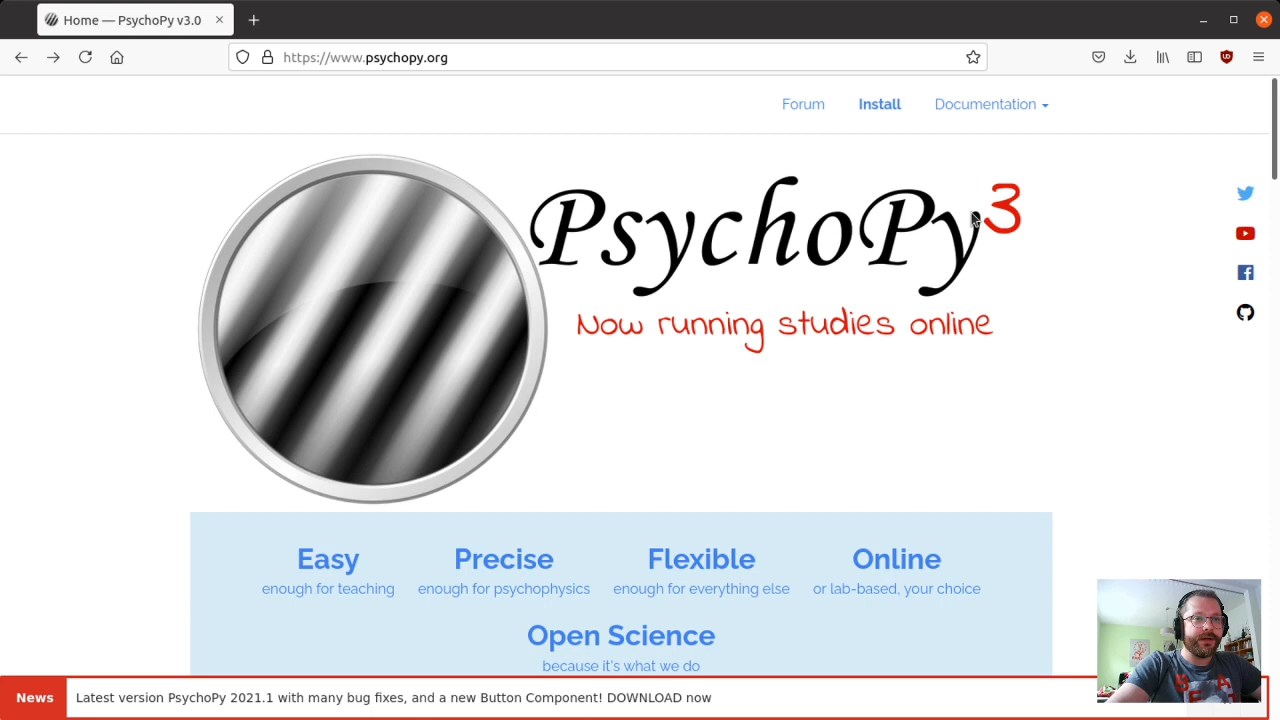 Home — PsychoPy v3.0
https://www.psychopy.org
Forum
Install
Documentation
PsychoPy3
Now running studies online
Easy
enough for teaching
Precise
enough for psychophysics
Flexible
enough for everything else
Online
or lab-based, your choice
Open Science
because it's what we do
News
Latest version PsychoPy 2021.1 with many bug fixes, and a new Button Component! DOWNLOAD now